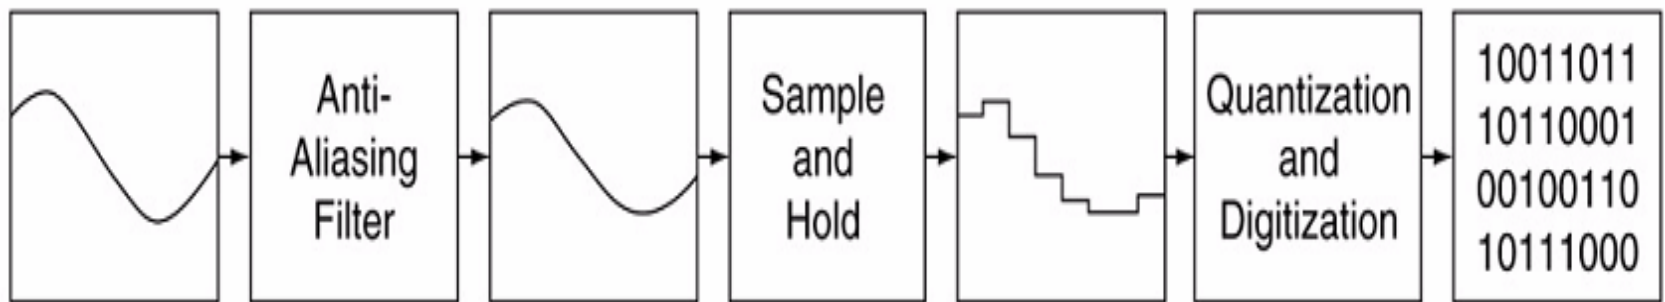 Anti-
Aliasing
Filter
Sample
and
Hold
Quantization
and
Digitization
10011011
10110001
00100110
10111000